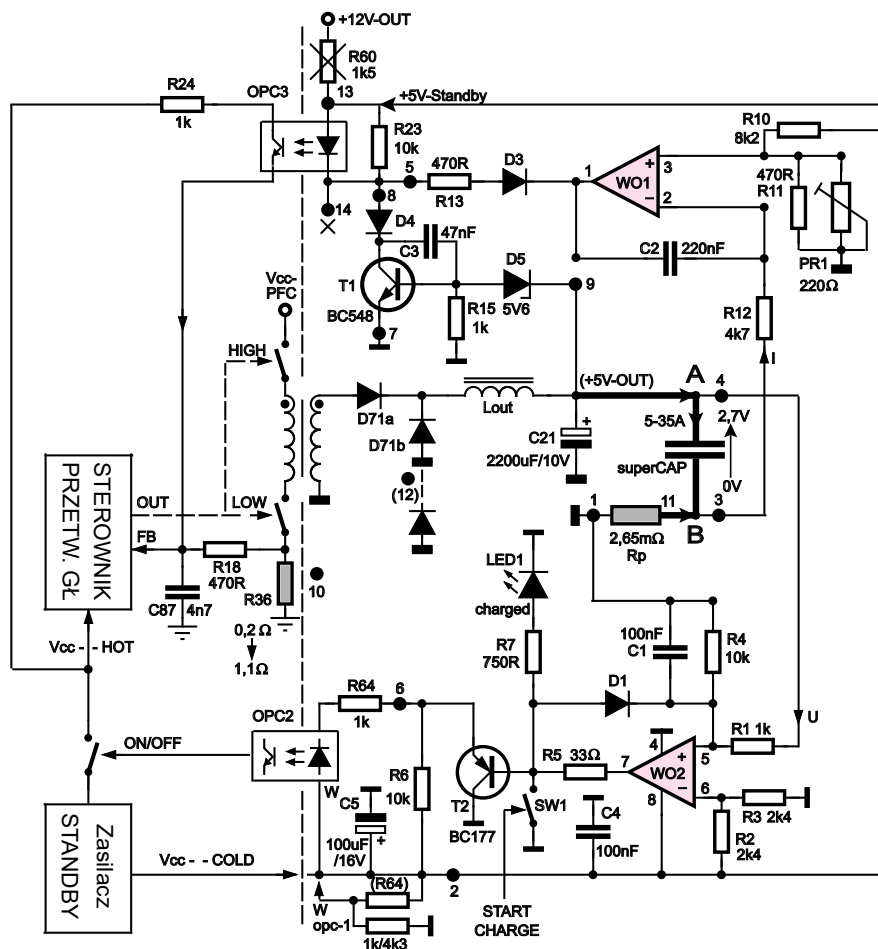 +12V-OUT
R60
1k5
13
R24
1k
OPC3
+5V-Standby
R23
10k
5
470R
R13
D3
1
WO1
+
−
3
2
R10
8k2
470R
R11
PR1
220Ω
14
8
D4
47nF
C3
C2
220nF
T1
BC548
7
R15
1k
D5
5V6
9
R12
4k7
I
Vcc-
PFC
HIGH
D71a
D71b
(12)
Lout
(+5V-OUT)
A
4
5-35A
2,7V
superCAP
0V
C21
+
2200uF/10V
1
11
B
3
2,65mΩ
Rp
STEROWNIK
PRZETW. GŁ
OUT
LOW
FB
R18
470R
R36
10
C87
4n7
0,2 Ω
1,1Ω
Vcc - - HOT
LED1
charged
R7
750R
100nF
C1
R4
10k
D1
U
R1 1k
R64
1k
6
OPC2
ON/OFF
W
R6
10k
C5
+
100uF
/16V
T2
BC177
R5
33Ω
7
4
WO2
+
−
5
6
8
SW1
C4
100nF
R3 2k4
R2
2k4
Zasilacz
STANDBY
Vcc - - COLD
2
W
opc-1
(R64)
1k/4k3
START
CHARGE